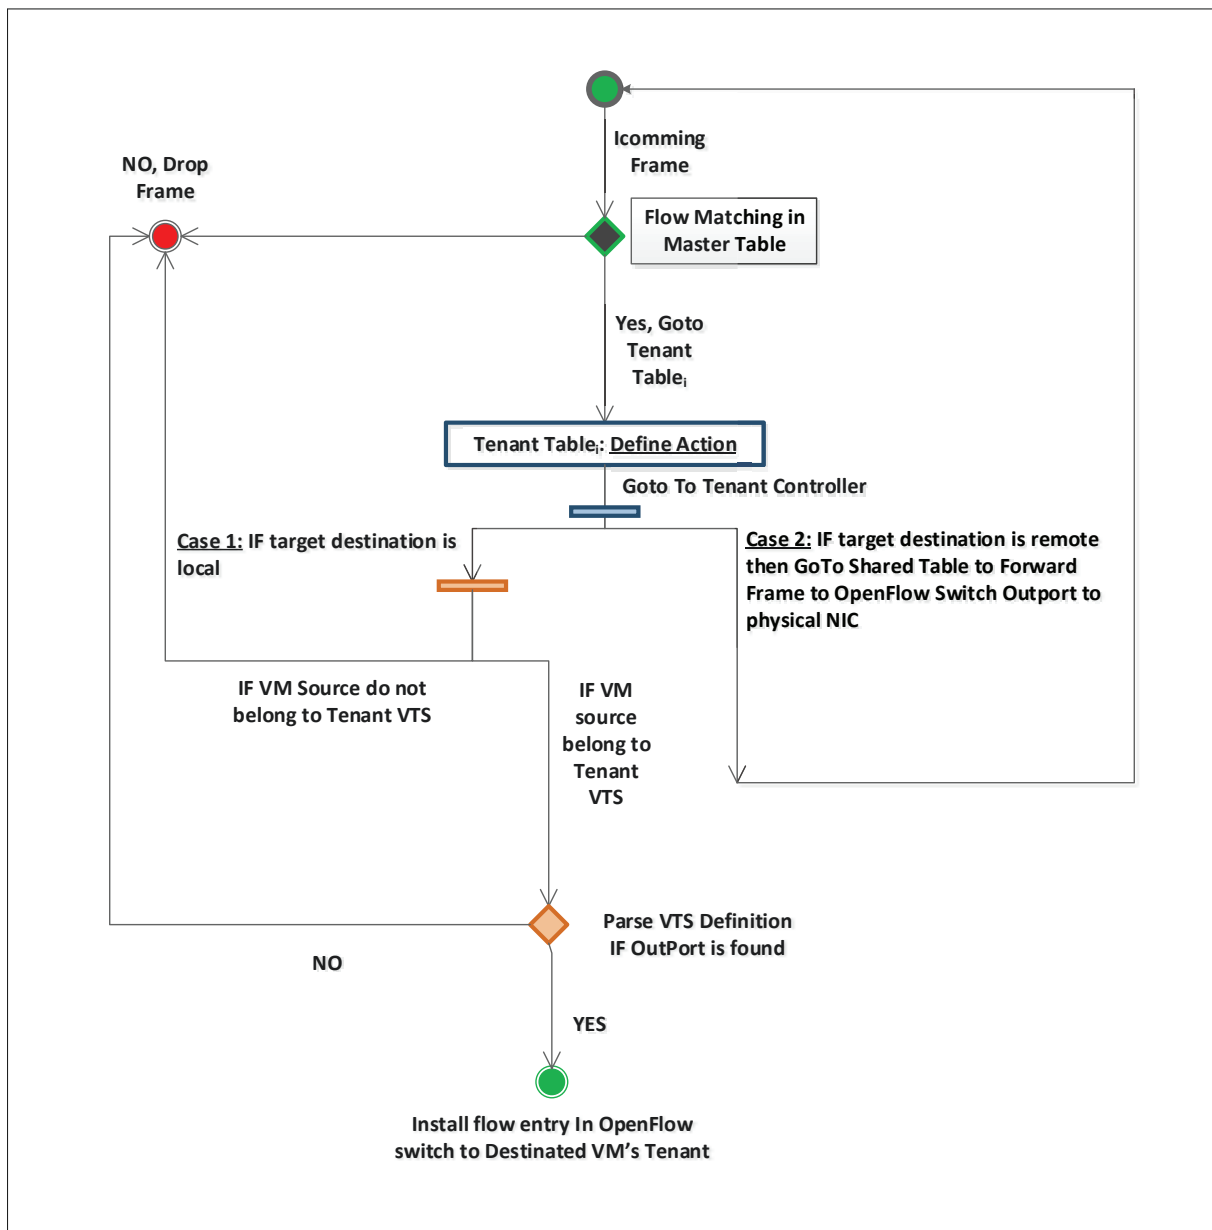 Icomming
Frame
NO, Drop
Frame
Flow Matching in
Master Table
Yes, Goto
Tenant
Tableᵢ
Tenant Tableᵢ: Define Action
Goto To Tenant Controller
Case 1: IF target destination is
local
Case 2: IF target destination is remote
then GoTo Shared Table to Forward
Frame to OpenFlow Switch Outport to
physical NIC
IF VM Source do not
belong to Tenant VTS
IF VM
source
belong to
Tenant
VTS
Parse VTS Definition
IF OutPort is found
NO
YES
Install flow entry In OpenFlow
switch to Destinated VM’s Tenant